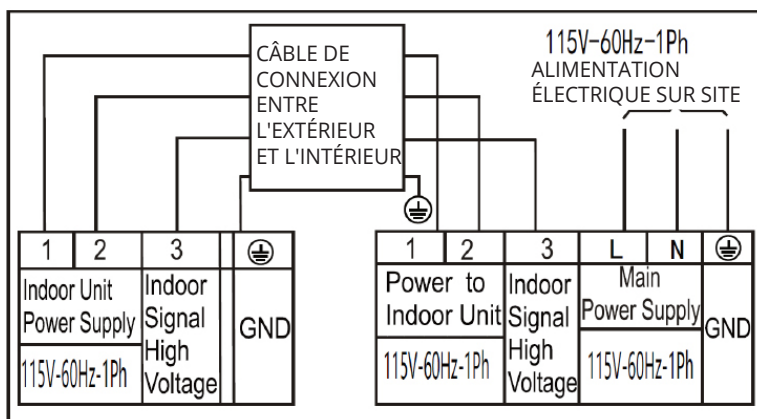 CÂBLE DE
CONNEXION
ENTRE
L'EXTÉRIEUR
ET L'INTÉRIEUR
115V-60Hz-1Ph
ALIMENTATION
ÉLECTRIQUE SUR SITE
1 2 3
Indoor Unit
Power Supply
115V-60Hz-1Ph
Indoor
Signal
High
Voltage
GND
1 2 3 L N
Power to
Indoor Unit
115V-60Hz-1Ph
Indoor
Signal
High
Voltage
Main
Power Supply
115V-60Hz-1Ph
GND